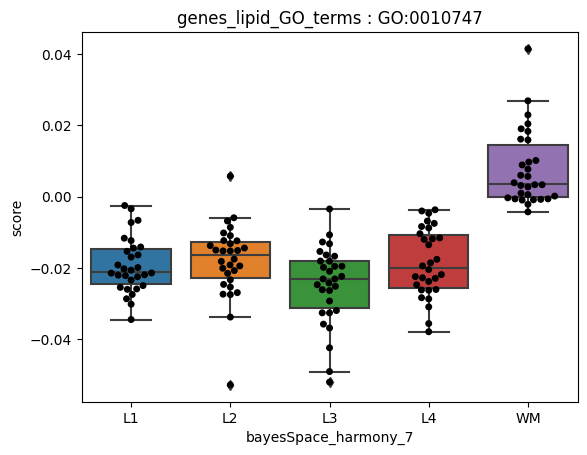 genes_lipid_GO_terms : GO:0010747
0.04
0.02
0.00
−0.02
−0.04
score
L1 L2 L3 L4 WM
bayesSpace_harmony_7